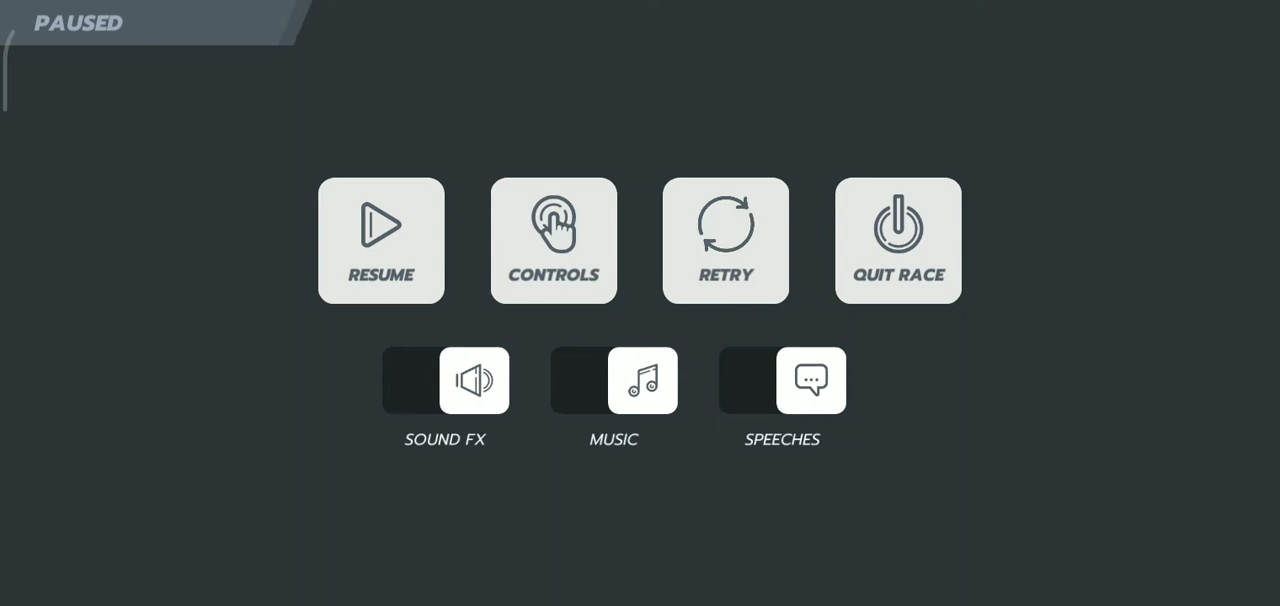 PAUSED
RESUME
CONTROLS
RETRY
QUIT RACE
SOUND FX
MUSIC
SPEECHES